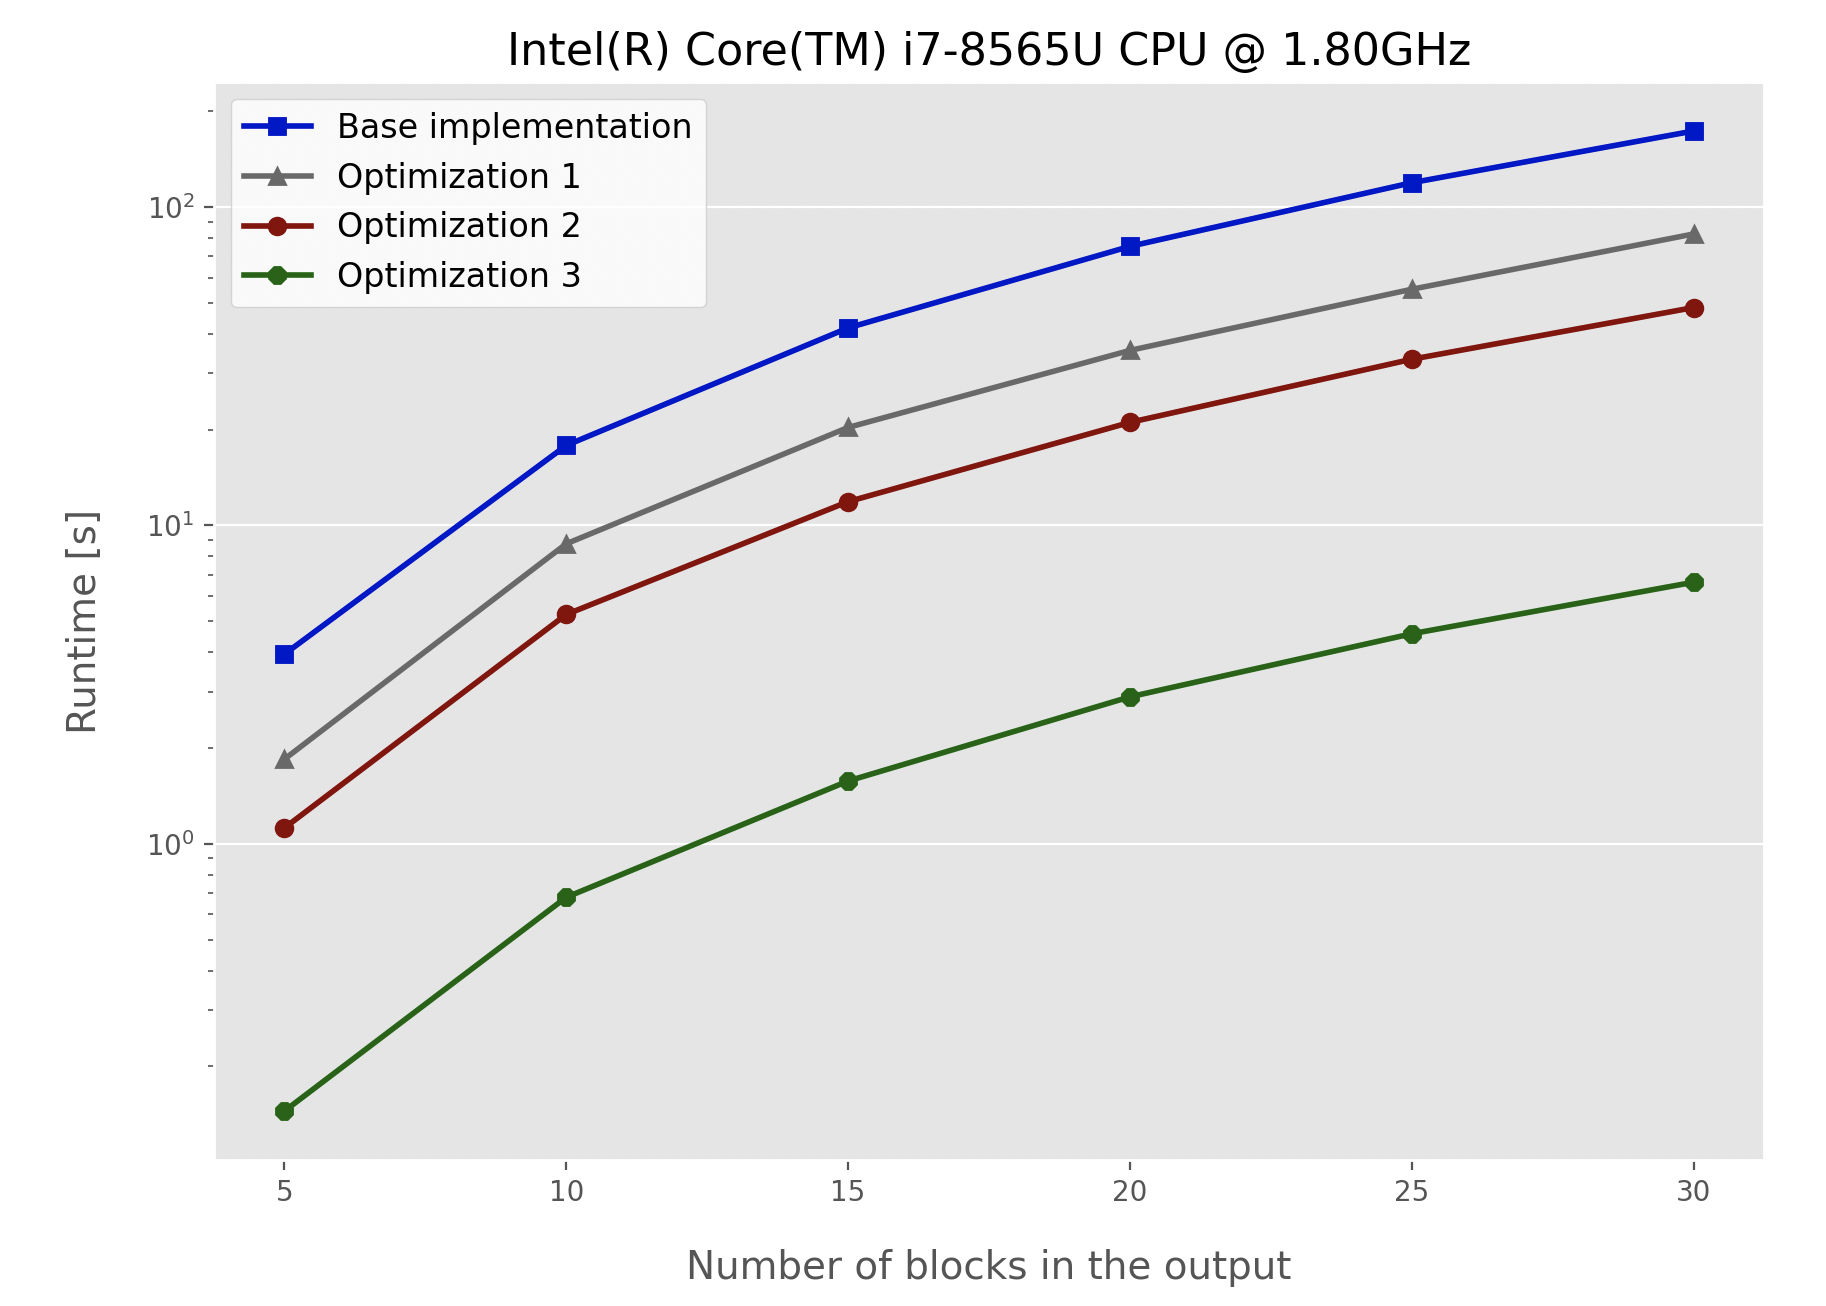 Intel(R) Core(TM) i7-8565U CPU @ 1.80GHz
Base implementation
Optimization 1
Optimization 2
Optimization 3
10²
10¹
10⁰
Runtime [s]
5 10 15 20 25 30
Number of blocks in the output